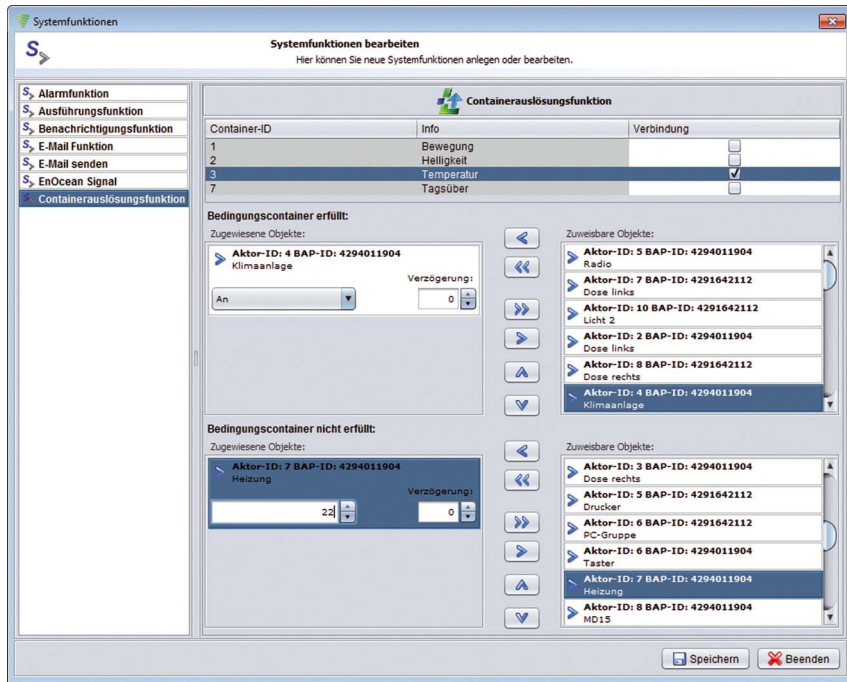 Systemfunktionen
Systemfunktionen bearbeiten
Hier können Sie neue Systemfunktionen anlegen oder bearbeiten.
Alarmfunktion
Ausführungsfunktion
Benachrichtigungsfunktion
E-Mail Funktion
E-Mail senden
EnOcean Signal
Containerauslösungsfunktion
Containerauslösungsfunktion
Container-ID Info Verbindung
1 Bewegung
2 Helligkeit
3 Temperatur
7 Tagsüber
Bedingungscontainer erfüllt:
Zugewiesene Objekte:
Aktor-ID: 4 BAP-ID: 4294011904
Klimaanlage
Verzögerung:
An 0
Zuweisbare Objekte:
Aktor-ID: 5 BAP-ID: 4294011904
Radio
Aktor-ID: 7 BAP-ID: 4291642112
Dose links
Aktor-ID: 10 BAP-ID: 4291642112
Licht 2
Aktor-ID: 2 BAP-ID: 4294011904
Dose links
Aktor-ID: 8 BAP-ID: 4291642112
Dose rechts
Aktor-ID: 4 BAP-ID: 4294011904
Klimaanlage
Bedingungscontainer nicht erfüllt:
Zugewiesene Objekte:
Aktor-ID: 7 BAP-ID: 4294011904
Heizung
Verzögerung:
22 0
Zuweisbare Objekte:
Aktor-ID: 3 BAP-ID: 4294011904
Dose rechts
Aktor-ID: 5 BAP-ID: 4291642112
Drucker
Aktor-ID: 6 BAP-ID: 4291642112
PC-Gruppe
Aktor-ID: 6 BAP-ID: 4294011904
Taster
Aktor-ID: 7 BAP-ID: 4294011904
Heizung
Aktor-ID: 8 BAP-ID: 4294011904
MD15
Speichern Beenden